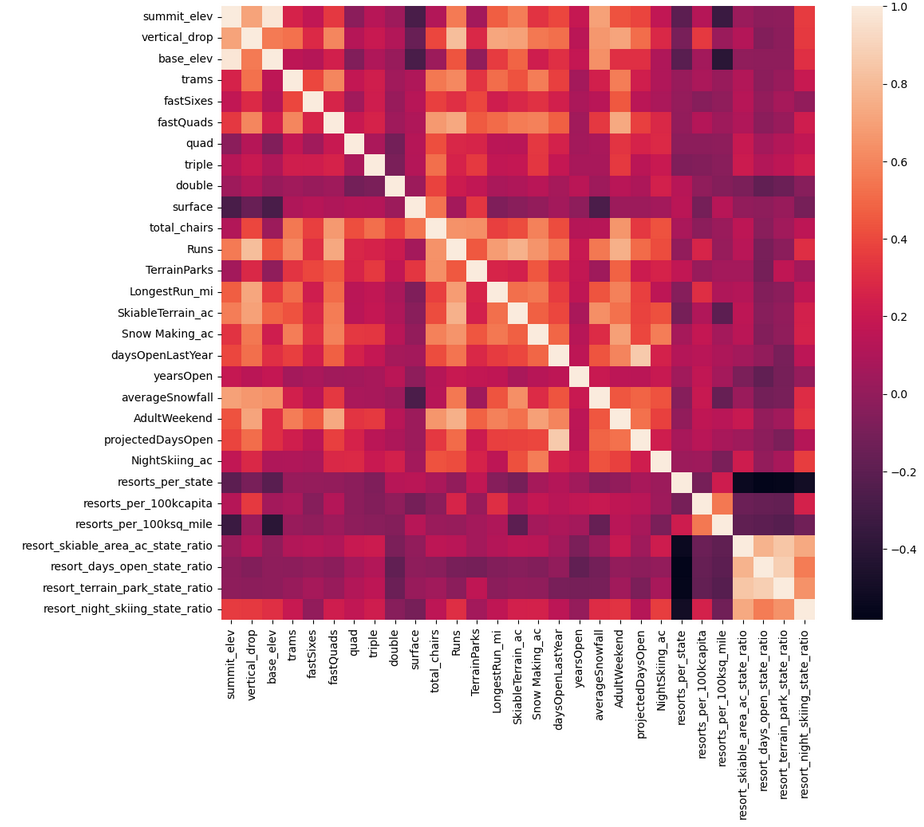 summit_elev
vertical_drop
base_elev
trams
fastSixes
fastQuads
quad
triple
double
surface
total_chairs
Runs
TerrainParks
LongestRun_mi
SkiableTerrain_ac
Snow Making_ac
daysOpenLastYear
yearsOpen
averageSnowfall
AdultWeekend
projectedDaysOpen
NightSkiing_ac
resorts_per_state
resorts_per_100kcapita
resorts_per_100ksq_mile
resort_skiable_area_ac_state_ratio
resort_days_open_state_ratio
resort_terrain_park_state_ratio
resort_night_skiing_state_ratio
summit_elev
vertical_drop
base_elev
trams
fastSixes
fastQuads
quad
triple
double
surface
total_chairs
Runs
TerrainParks
LongestRun_mi
SkiableTerrain_ac
Snow Making_ac
daysOpenLastYear
yearsOpen
averageSnowfall
AdultWeekend
projectedDaysOpen
NightSkiing_ac
resorts_per_state
resorts_per_100kcapita
resorts_per_100ksq_mile
resort_skiable_area_ac_state_ratio
resort_days_open_state_ratio
resort_terrain_park_state_ratio
resort_night_skiing_state_ratio
1.0
0.8
0.6
0.4
0.2
0.0
−0.2
−0.4